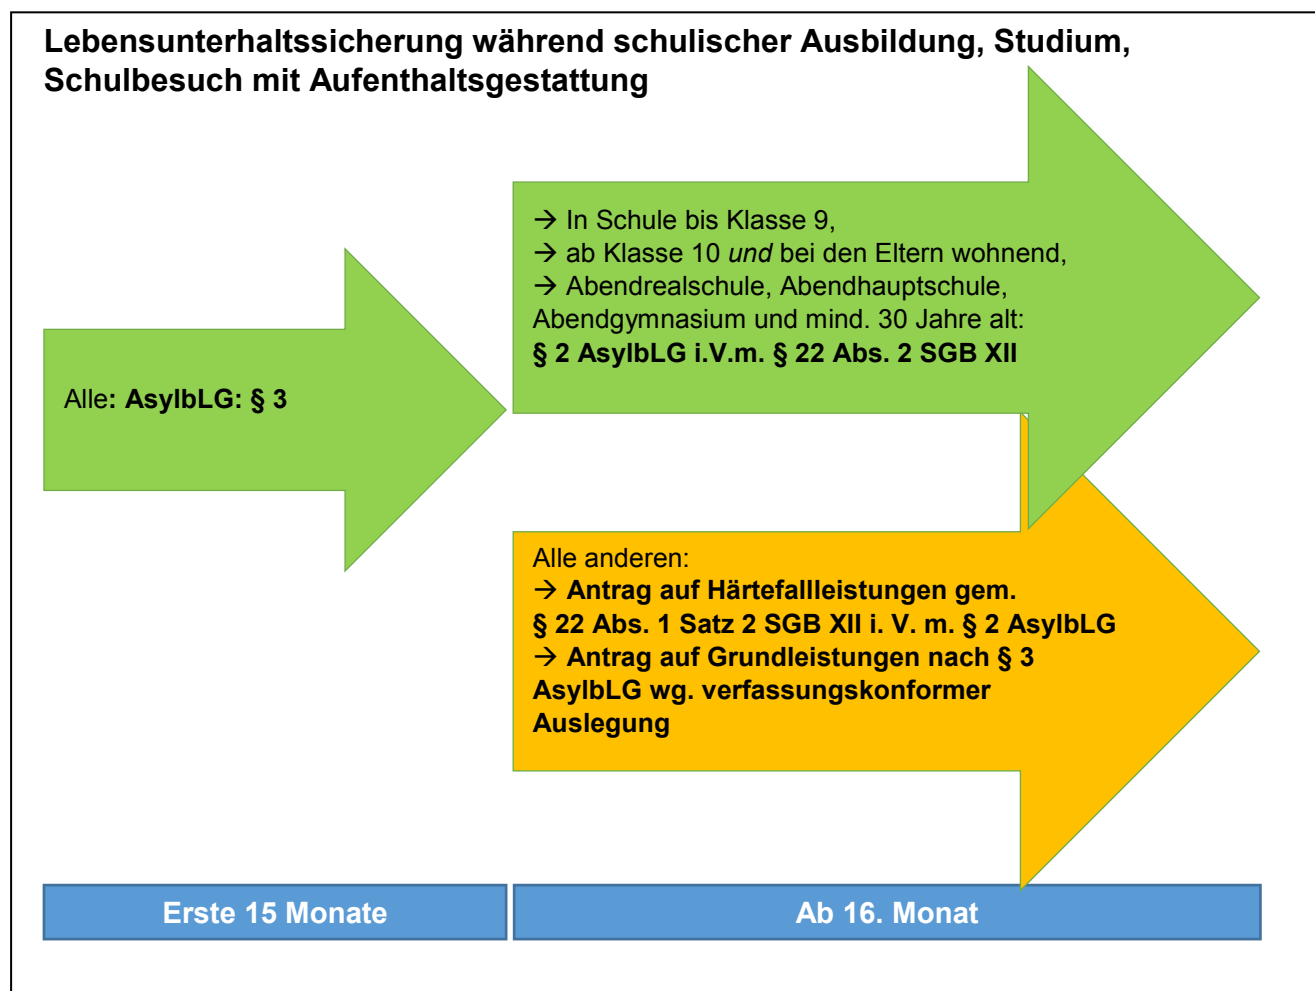 Lebensunterhaltssicherung während schulischer Ausbildung, Studium,
Schulbesuch mit Aufenthaltsgestattung
→ In Schule bis Klasse 9,
→ ab Klasse 10 und bei den Eltern wohnend,
→ Abendrealschule, Abendhauptschule,
Abendgymnasium und mind. 30 Jahre alt:
§ 2 AsylbLG i.V.m. § 22 Abs. 2 SGB XII
Alle: AsylbLG: § 3
Alle anderen:
→ Antrag auf Härtefallleistungen gem.
§ 22 Abs. 1 Satz 2 SGB XII i. V. m. § 2 AsylbLG
→ Antrag auf Grundleistungen nach § 3
AsylbLG wg. verfassungskonformer
Auslegung
Erste 15 Monate
Ab 16. Monat